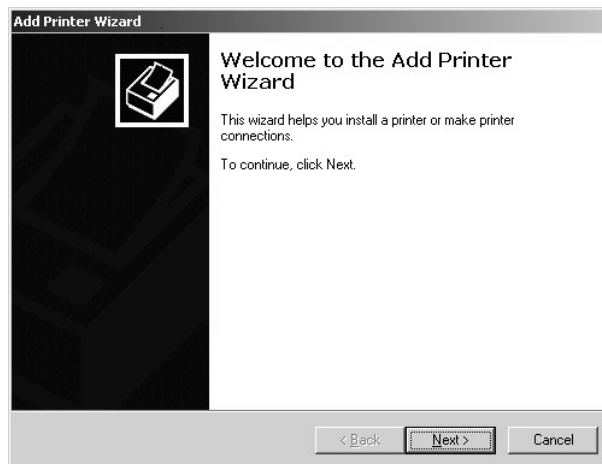 Add Printer Wizard
Welcome to the Add Printer
Wizard
This wizard helps you install a printer or make printer
connections.
To continue, click Next.
< Back
Next >
Cancel